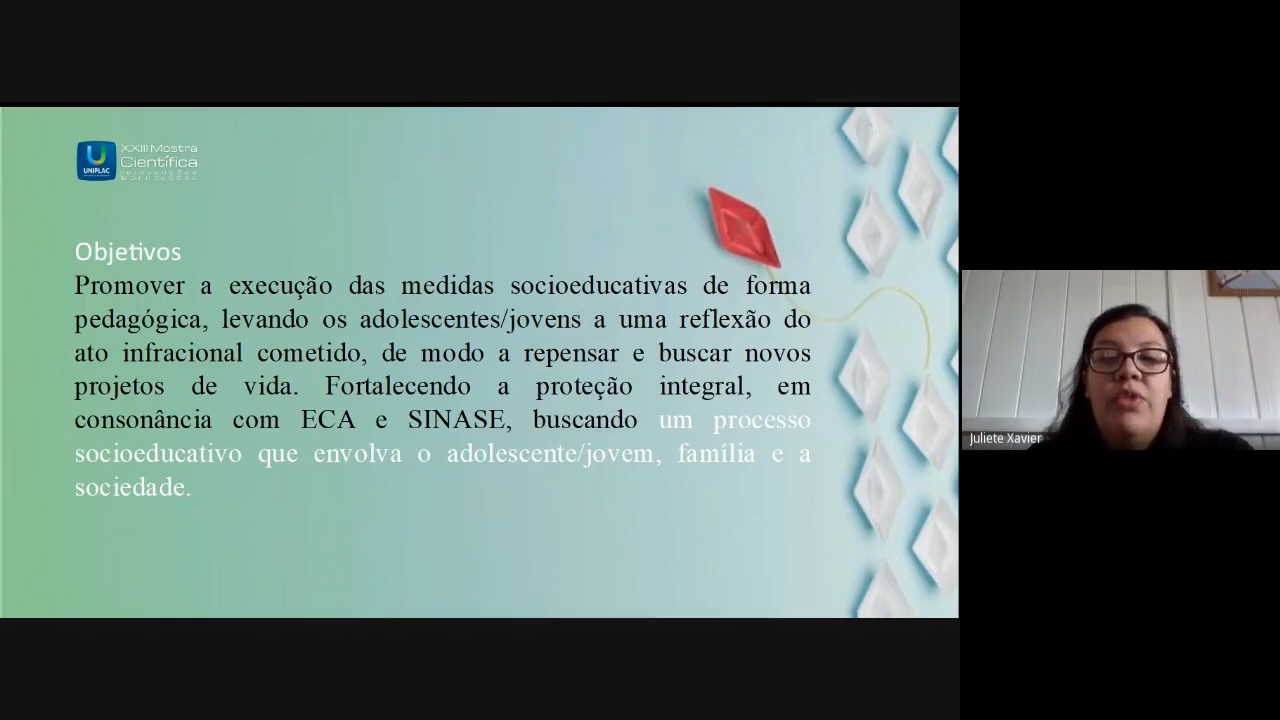 XXIII Mostra
Científica
UNIPLAC
Objetivos
Promover a execução das medidas socioeducativas de forma
pedagógica, levando os adolescentes/jovens a uma reflexão do
ato infracional cometido, de modo a repensar e buscar novos
projetos de vida. Fortalecendo a proteção integral, em
consonância com ECA e SINASE, buscando um processo
socioeducativo que envolva o adolescente/jovem, família e a
sociedade.
Juliete Xavier